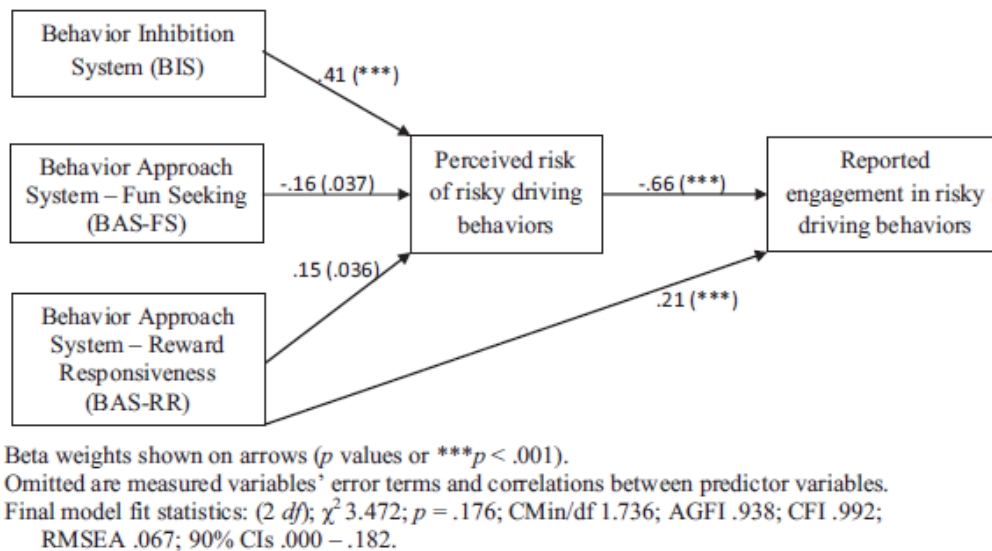 Behavior Inhibition
System (BIS)
.41 (***)
Behavior Approach
System – Fun Seeking
(BAS-FS)
-.16 (.037)
Perceived risk
of risky driving
behaviors
-.66 (***)
Reported
engagement in risky
driving behaviors
.15 (.036)
.21 (***)
Behavior Approach
System – Reward
Responsiveness
(BAS-RR)
Beta weights shown on arrows (p values or ***p < .001).
Omitted are measured variables’ error terms and correlations between predictor variables.
Final model fit statistics: (2 df); χ² 3.472; p = .176; CMin/df 1.736; AGFI .938; CFI .992;
RMSEA .067; 90% CIs .000 – .182.